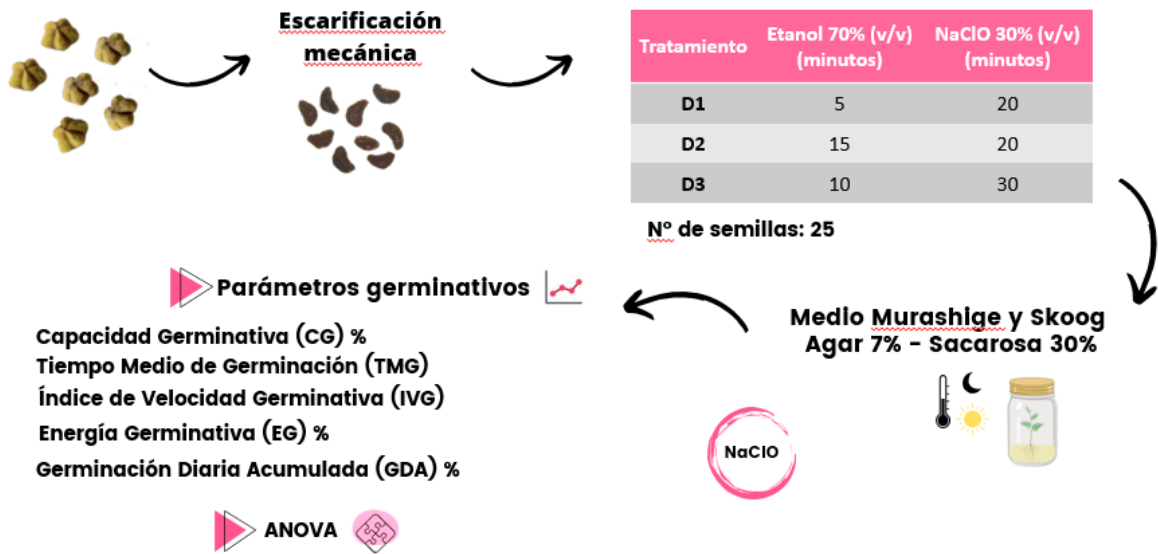 Escarificación
mecánica
Tratamiento Etanol 70% (v/v) (minutos) NaClO 30% (v/v) (minutos)
D1 5 20
D2 15 20
D3 10 30
N° de semillas: 25
Medio Murashige y Skoog
Agar 7% - Sacarosa 30%
NaClO
Parámetros germinativos
Capacidad Germinativa (CG) %
Tiempo Medio de Germinación (TMG)
Índice de Velocidad Germinativa (IVG)
Energía Germinativa (EG) %
Germinación Diaria Acumulada (GDA) %
ANOVA